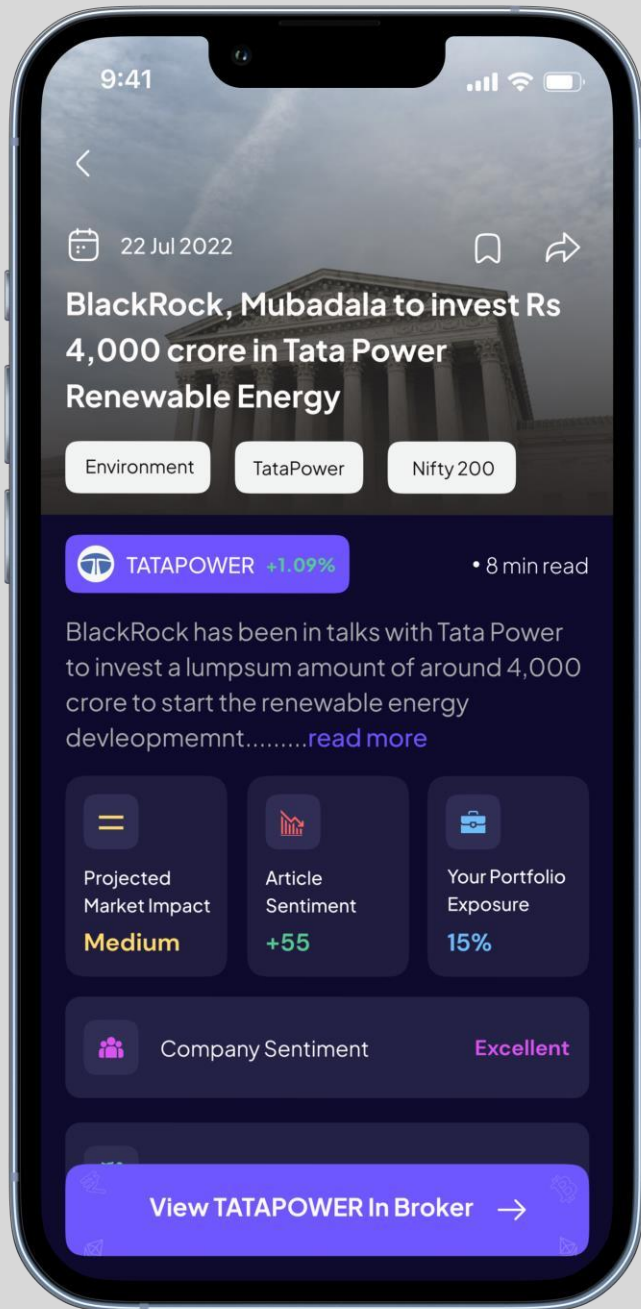 9:41
22 Jul 2022
BlackRock, Mubadala to invest Rs
4,000 crore in Tata Power
Renewable Energy
Environment
TataPower
Nifty 200
TATAPOWER +1.09%
• 8 min read
BlackRock has been in talks with Tata Power
to invest a lumpsum amount of around 4,000
crore to start the renewable energy
devleopmemnt.........read more
Projected
Market Impact
Medium
Article
Sentiment
+55
Your Portfolio
Exposure
15%
Company Sentiment
Excellent
View TATAPOWER In Broker →